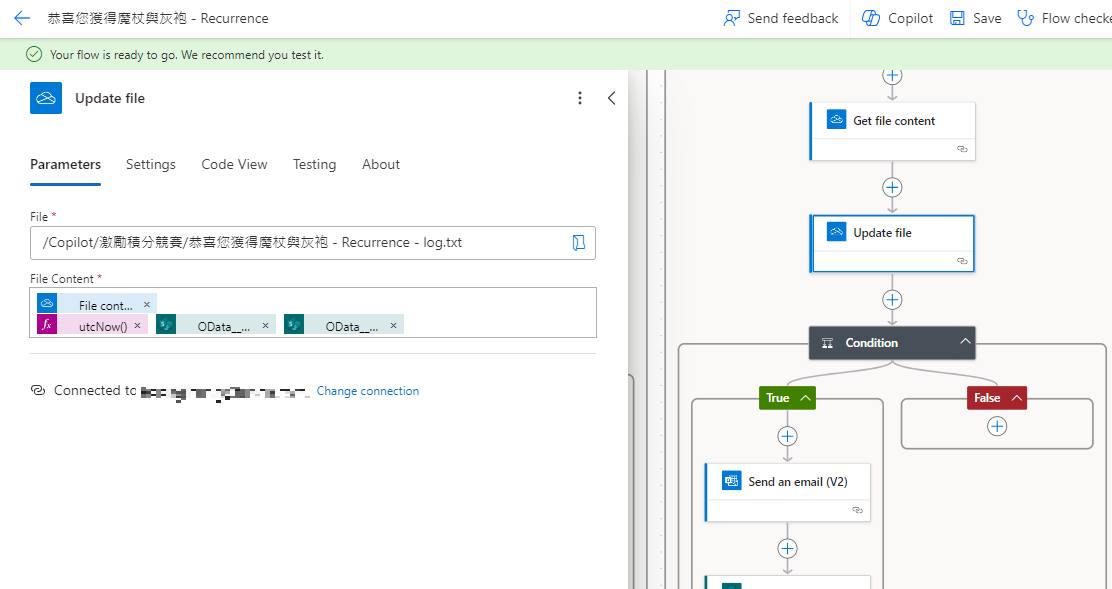 恭喜您獲得魔杖與灰袍 - Recurrence
Send feedback
Copilot
Save
Flow checke
Your flow is ready to go. We recommend you test it.
Update file
Parameters
Settings
Code View
Testing
About
File *
/Copilot/激勵積分競賽/恭喜您獲得魔杖與灰袍 - Recurrence - log.txt
File Content *
File cont... ×
fx utcNow() × OData__... × OData__... ×
Connected to
Change connection
Get file content
Update file
Condition
True
False
Send an email (V2)